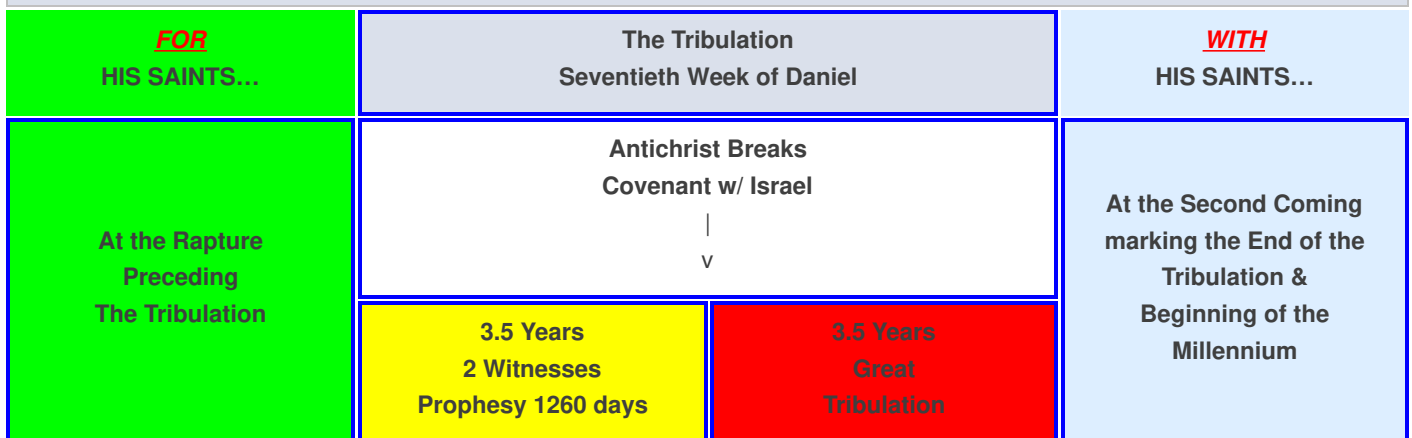 FOR
HIS SAINTS…
The Tribulation
Seventieth Week of Daniel
WITH
HIS SAINTS…
At the Rapture
Preceding
The Tribulation
Antichrist Breaks
Covenant w/ Israel
|
v
3.5 Years
2 Witnesses
Prophesy 1260 days
3.5 Years
Great
Tribulation
At the Second Coming
marking the End of the
Tribulation &
Beginning of the
Millennium